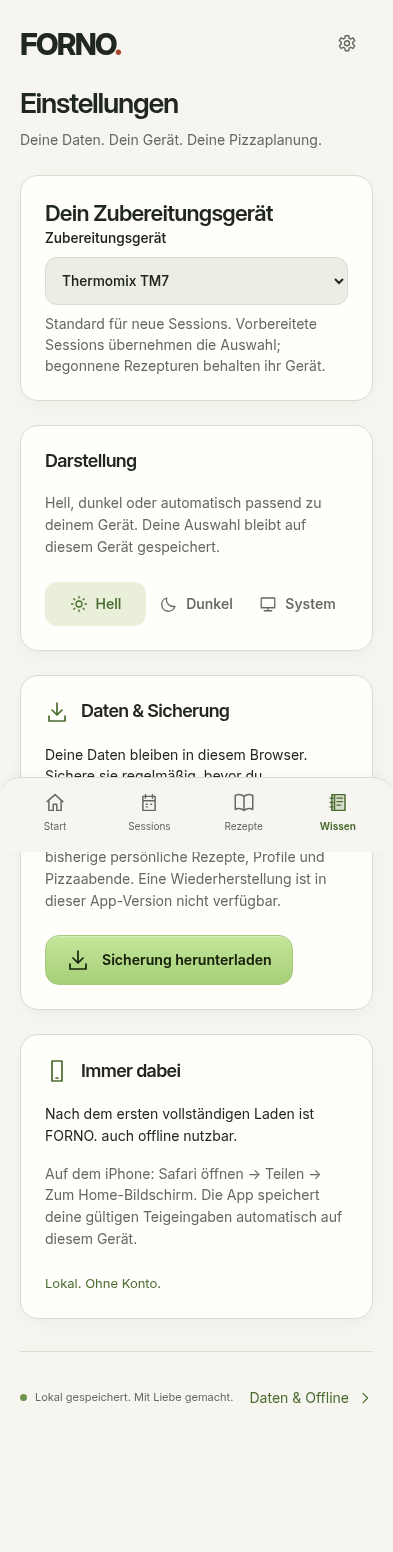 FORNO.
Einstellungen
Deine Daten. Dein Gerät. Deine Pizzaplanung.
Dein Zubereitungsgerät
Zubereitungsgerät
Thermomix TM7
Standard für neue Sessions. Vorbereitete
Sessions übernehmen die Auswahl;
begonnene Rezepturen behalten ihr Gerät.
Darstellung
Hell, dunkel oder automatisch passend zu
deinem Gerät. Deine Auswahl bleibt auf
diesem Gerät gespeichert.
Hell Dunkel System
Daten & Sicherung
Deine Daten bleiben in diesem Browser.
Sichere sie regelmäßig, bevor du
Start Sessions Rezepte Wissen
bisherige persönliche Rezepte, Profile und
Pizzaabende. Eine Wiederherstellung ist in
dieser App-Version nicht verfügbar.
Sicherung herunterladen
Immer dabei
Nach dem ersten vollständigen Laden ist
FORNO. auch offline nutzbar.
Auf dem iPhone: Safari öffnen → Teilen →
Zum Home-Bildschirm. Die App speichert
deine gültigen Teigeingaben automatisch auf
diesem Gerät.
Lokal. Ohne Konto.
Lokal gespeichert. Mit Liebe gemacht. Daten & Offline